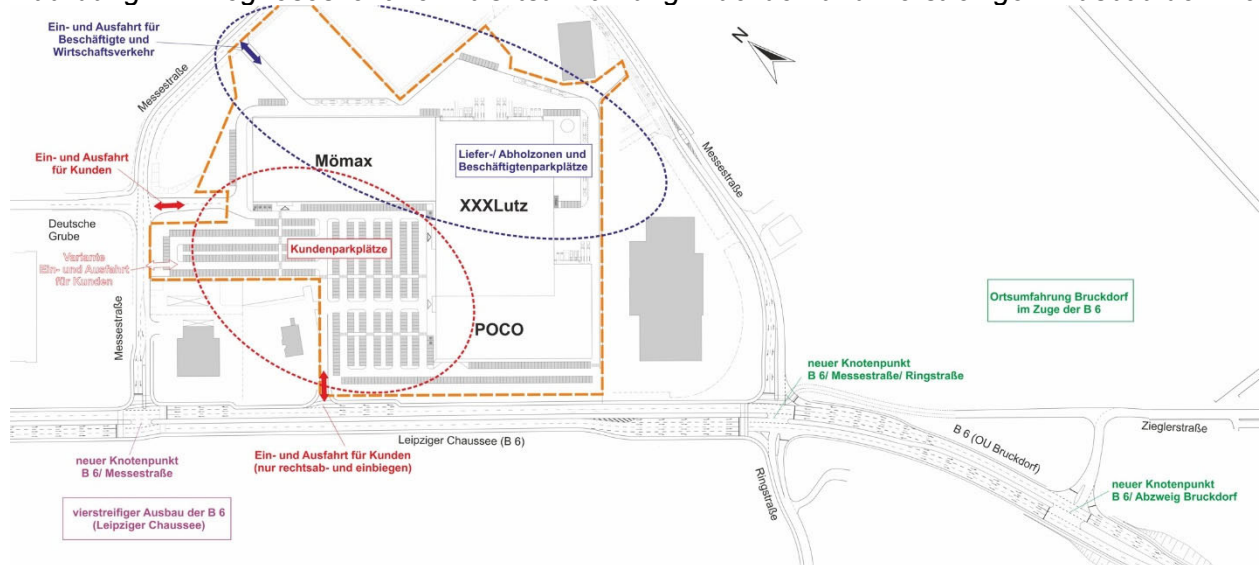 Ein- und Ausfahrt für
Beschäftigte und
Wirtschaftsverkehr
Messestraße
N
Mömax
Liefer-/ Abholzonen und
Beschäftigtenparkplätze
Messestraße
Ein- und Ausfahrt
für Kunden
XXXLutz
Deutsche
Grube
Kundenparkplätze
Variante
Ein- und Ausfahrt
für Kunden
Messestraße
POCO
Ortsumfahrung Bruckdorf
im Zuge der B 6
neuer Knotenpunkt
B 6/ Messestraße/ Ringstraße
Leipziger Chaussee (B 6)
B 6 (OU Bruckdorf)
Zieglerstraße
neuer Knotenpunkt
B 6/ Messestraße
Ein- und Ausfahrt für Kunden
(nur rechtsab- und einbiegen)
Ringstraße
neuer Knotenpunkt
B 6/ Abzweig Bruckdorf
vierstreifiger Ausbau der B 6
(Leipziger Chaussee)